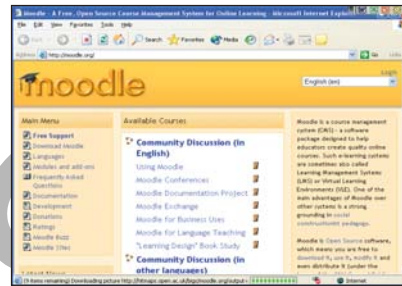 Moodle - A Free, Open Source Course Management System for Online Learning - Microsoft Internet Explorer
File Edit View Favorites Tools Help
Back Search Favorites Media
Address http://moodle.org/ Go
moodle
Login
English (en)
Main Menu
Free Support
Download Moodle
Languages
Modules and add-ons
Frequently Asked
Questions
Documentation
Development
Donations
Ratings
Moodle Buzz
Moodle Sites
Latest News
Available Courses
Community Discussion (in
English)
Using Moodle
Moodle Conferences
Moodle Documentation Project
Moodle Exchange
Moodle for Business Uses
Moodle for Language Teaching
"Learning Design" Book Study
Community Discussion (in
other languages)
Moodle is a course management
system (CMS) - a software
package designed to help
educators create quality online
courses. Such e-learning systems
are sometimes also called
Learning Management Systems
(LMS) or Virtual Learning
Environments (VLE). One of the
main advantages of Moodle over
other systems is a strong
grounding in social
constructionist pedagogy.
Moodle is Open Source software,
which means you are free to
download it, use it, modify it and
even distribute it (under the
Internet